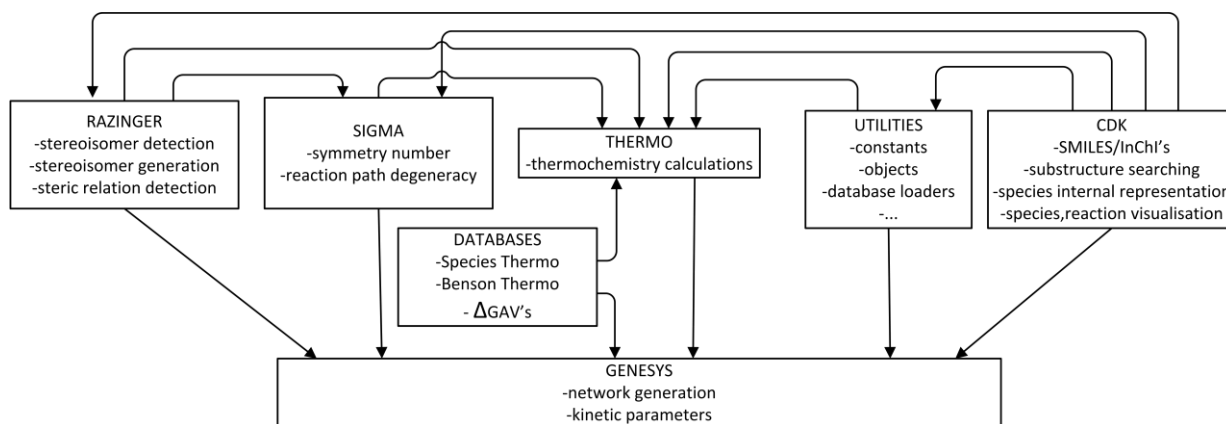 RAZINGER
-stereoisomer detection
-stereoisomer generation
-steric relation detection
SIGMA
-symmetry number
-reaction path degeneracy
THERMO
-thermochemistry calculations
UTILITIES
-constants
-objects
-database loaders
-...
CDK
-SMILES/InChI's
-substructure searching
-species internal representation
-species,reaction visualisation
DATABASES
-Species Thermo
-Benson Thermo
- ΔGAV's
GENESYS
-network generation
-kinetic parameters